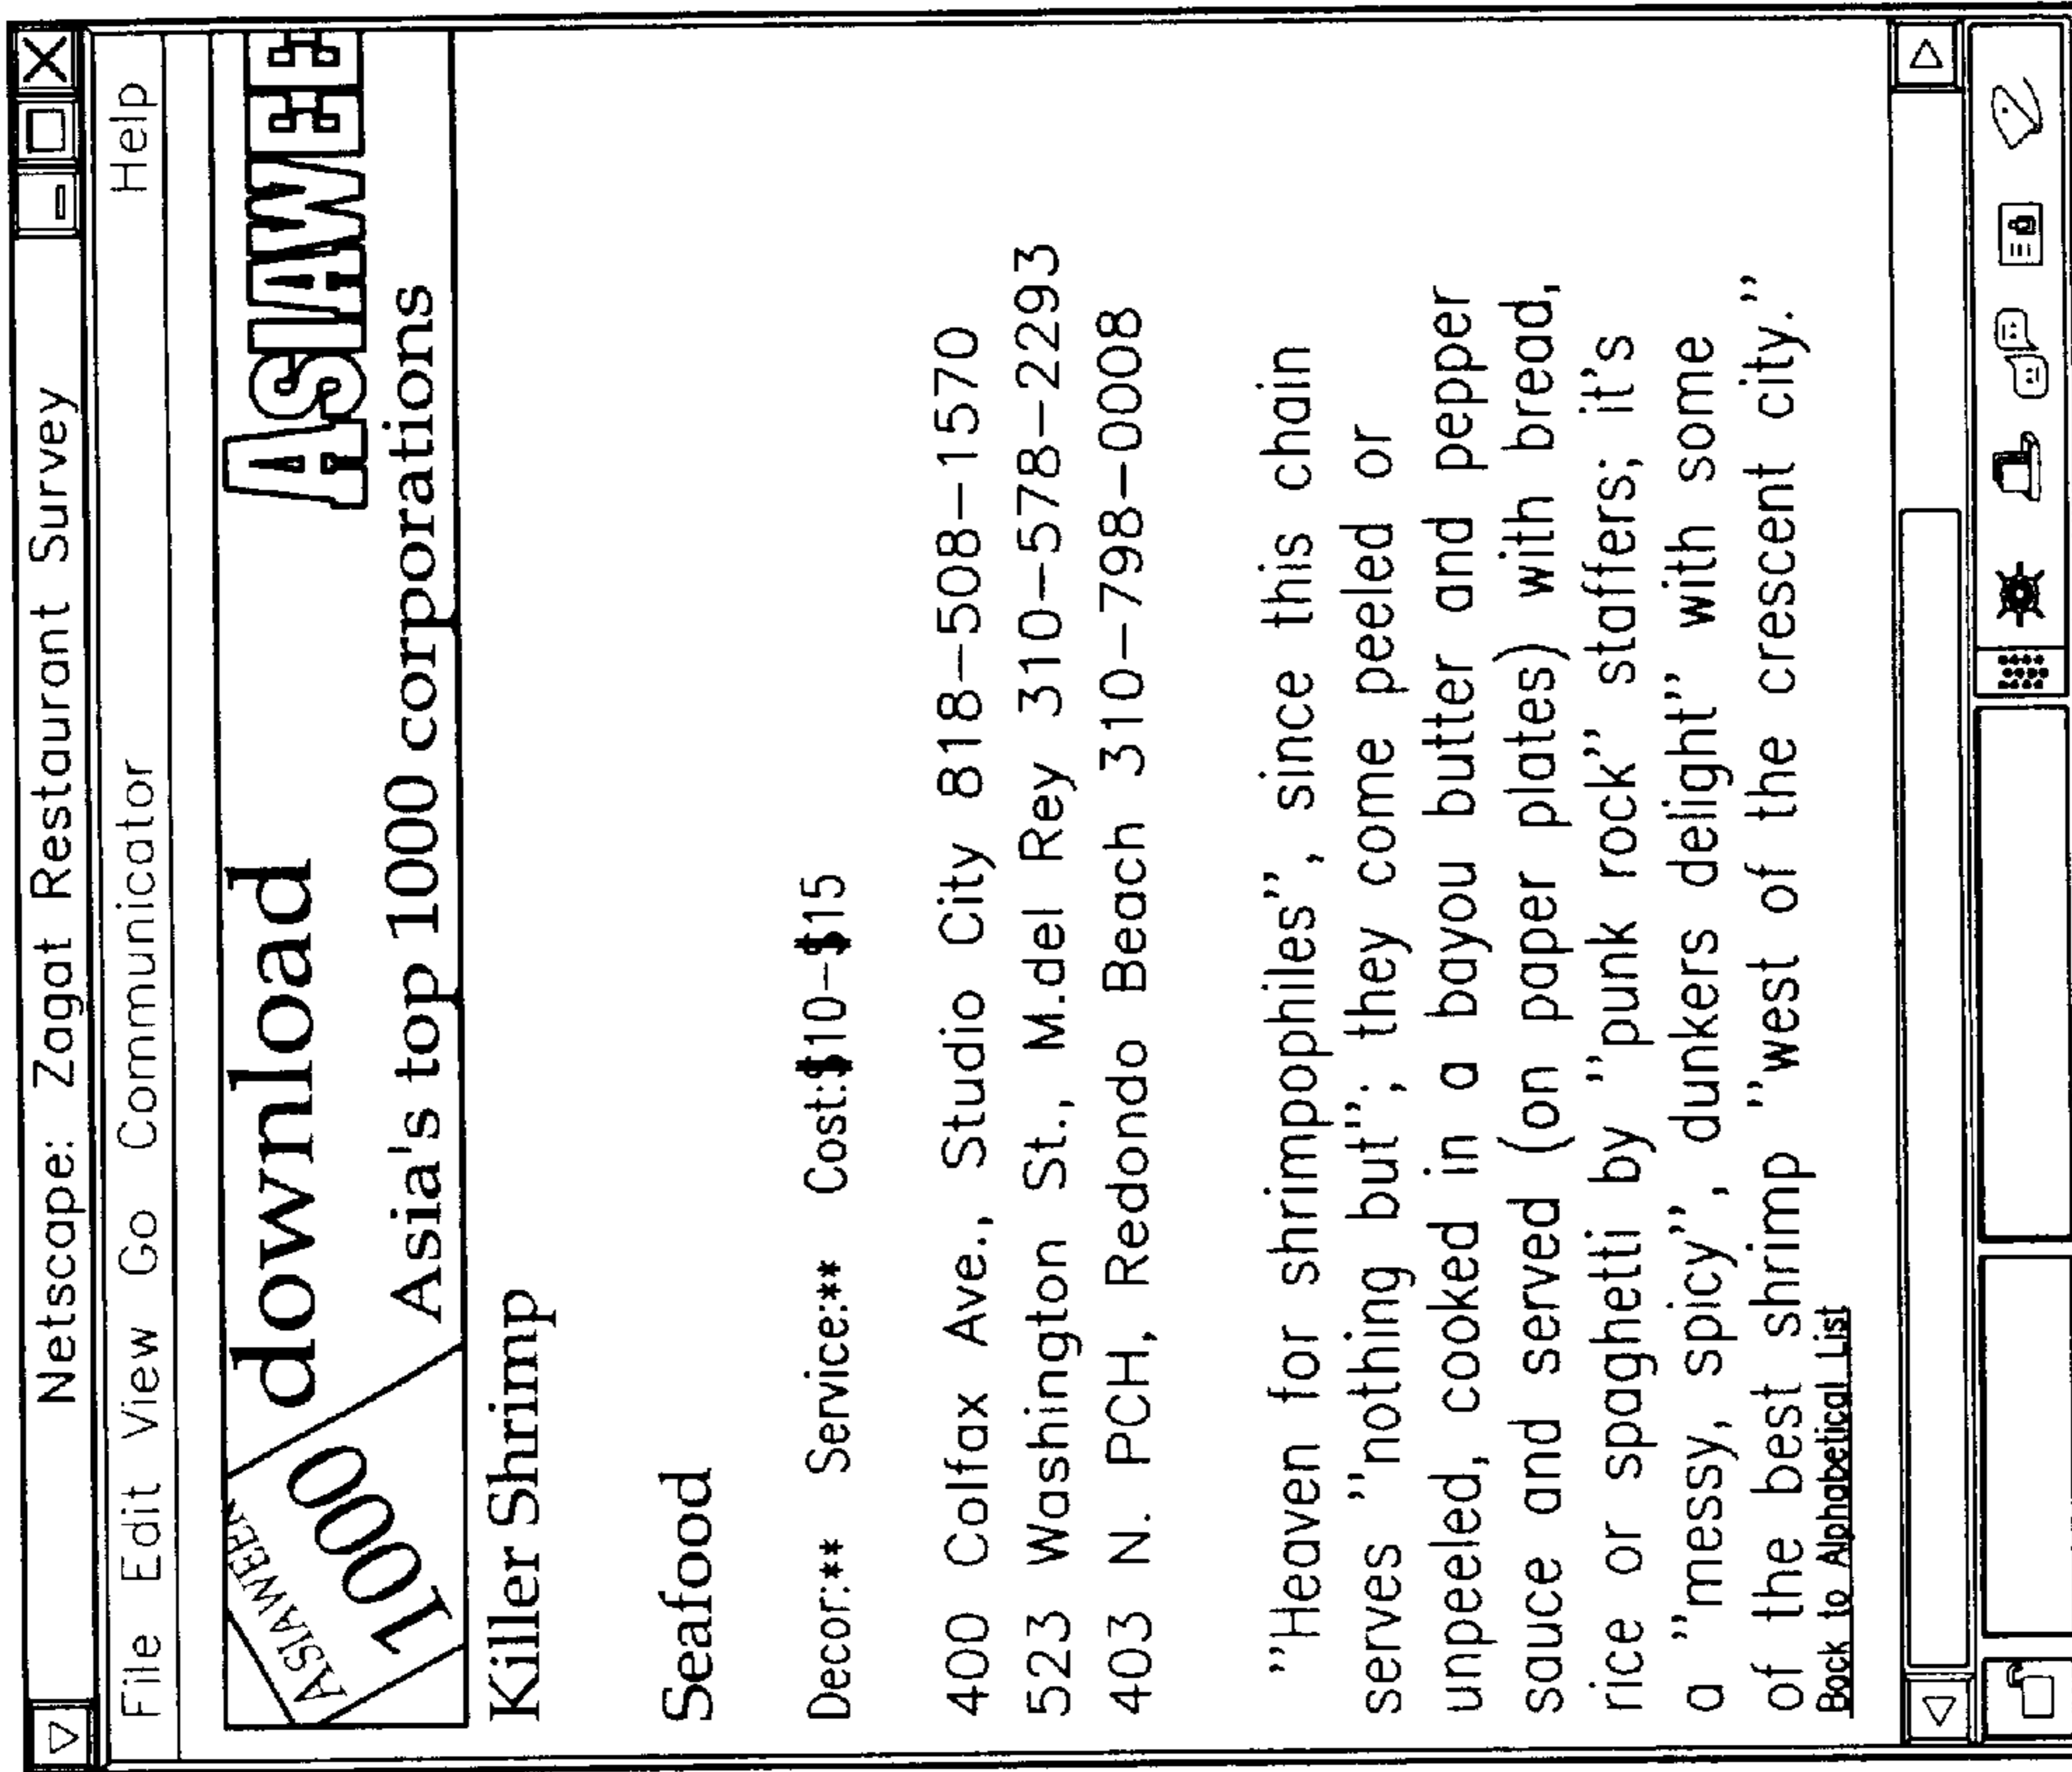 Netscape: Zagat Restaurant Survey
File Edit View Go Communicator Help
ASIAWEEK
1000
download
ASIAWEE
Asia's top 1000 corporations
Killer Shrimp
Seafood
Decor:** Service:** Cost:$10-$15
400 Colfax Ave., Studio City 818-508-1570
523 Washington St., M.del Rey 310-578-2293
403 N. PCH, Redondo Beach 310-798-0008
"Heaven for shrimpophiles", since this chain
serves "nothing but"; they come peeled or
unpeeled, cooked in a bayou butter and pepper
sauce and served (on paper plates) with bread,
rice or spaghetti by "punk rock" staffers; it's
a "messy, spicy", dunkers delight" with some
of the best shrimp "west of the crescent city."
Back to Alphabetical List